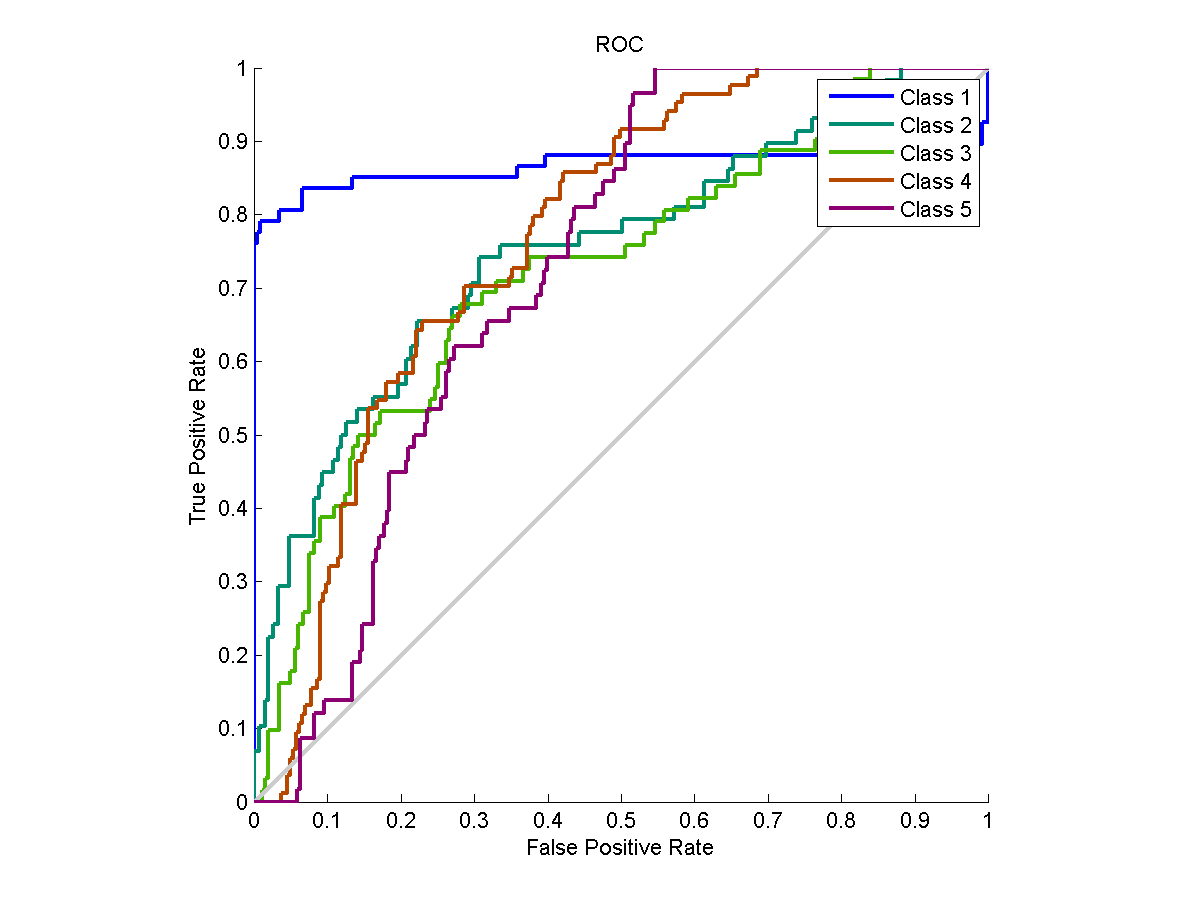 ROC
1
0.9
0.8
0.7
0.6
0.5
0.4
0.3
0.2
0.1
0
True Positive Rate
Class 1
Class 2
Class 3
Class 4
Class 5
0 0.1 0.2 0.3 0.4 0.5 0.6 0.7 0.8 0.9 1
False Positive Rate